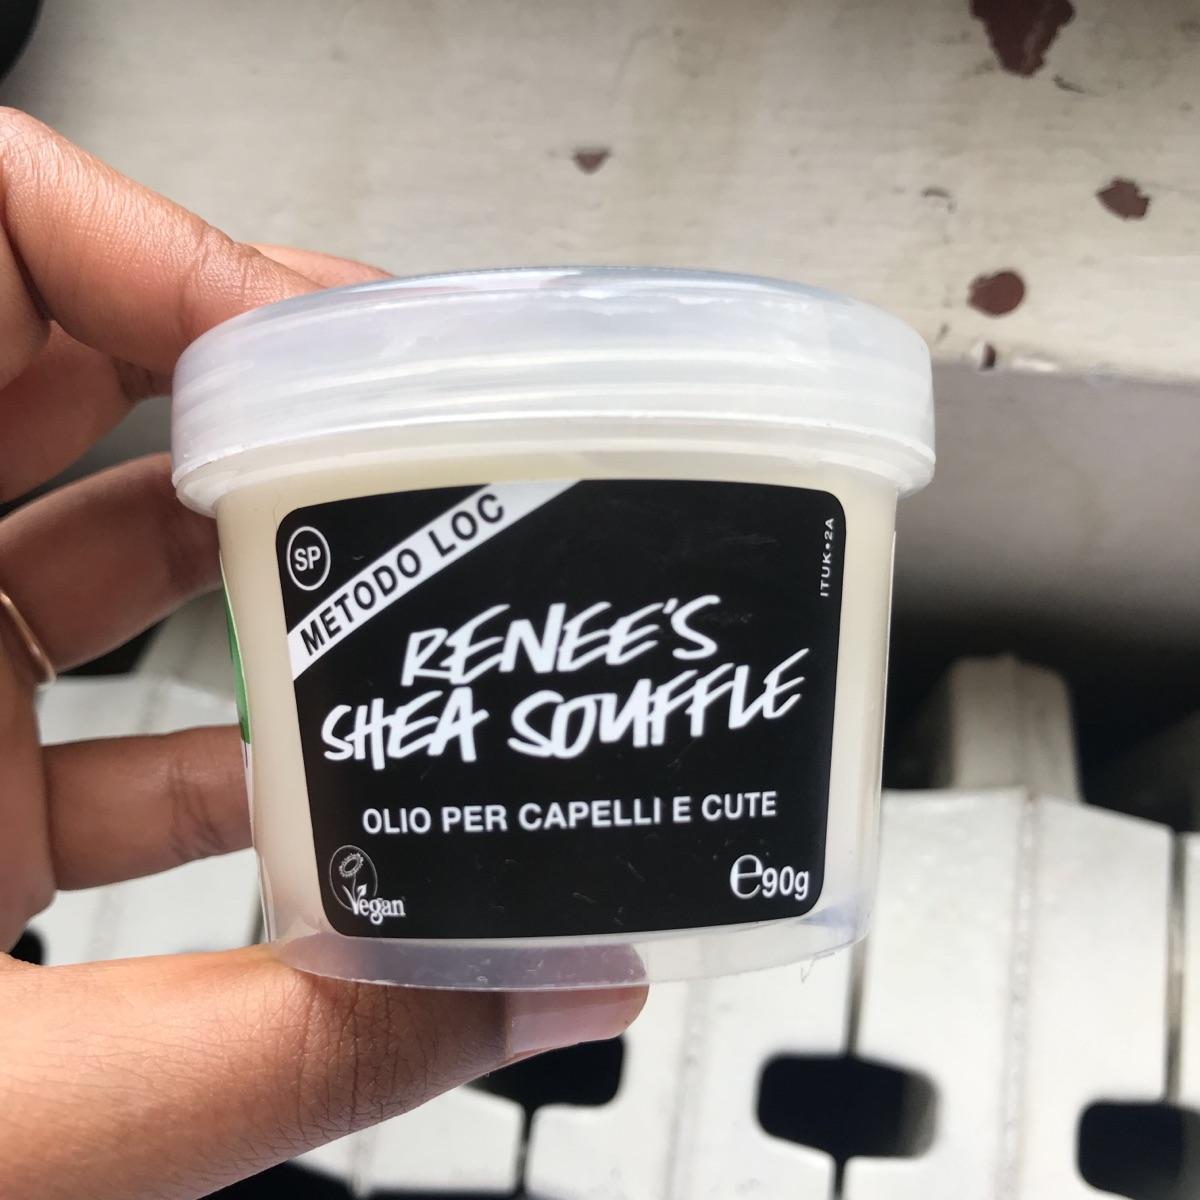 SP
METODO LOC
RENEE'S
SHEA SOUFFLE
OLIO PER CAPELLI E CUTE
Vegan
℮90g
ITUK•2A